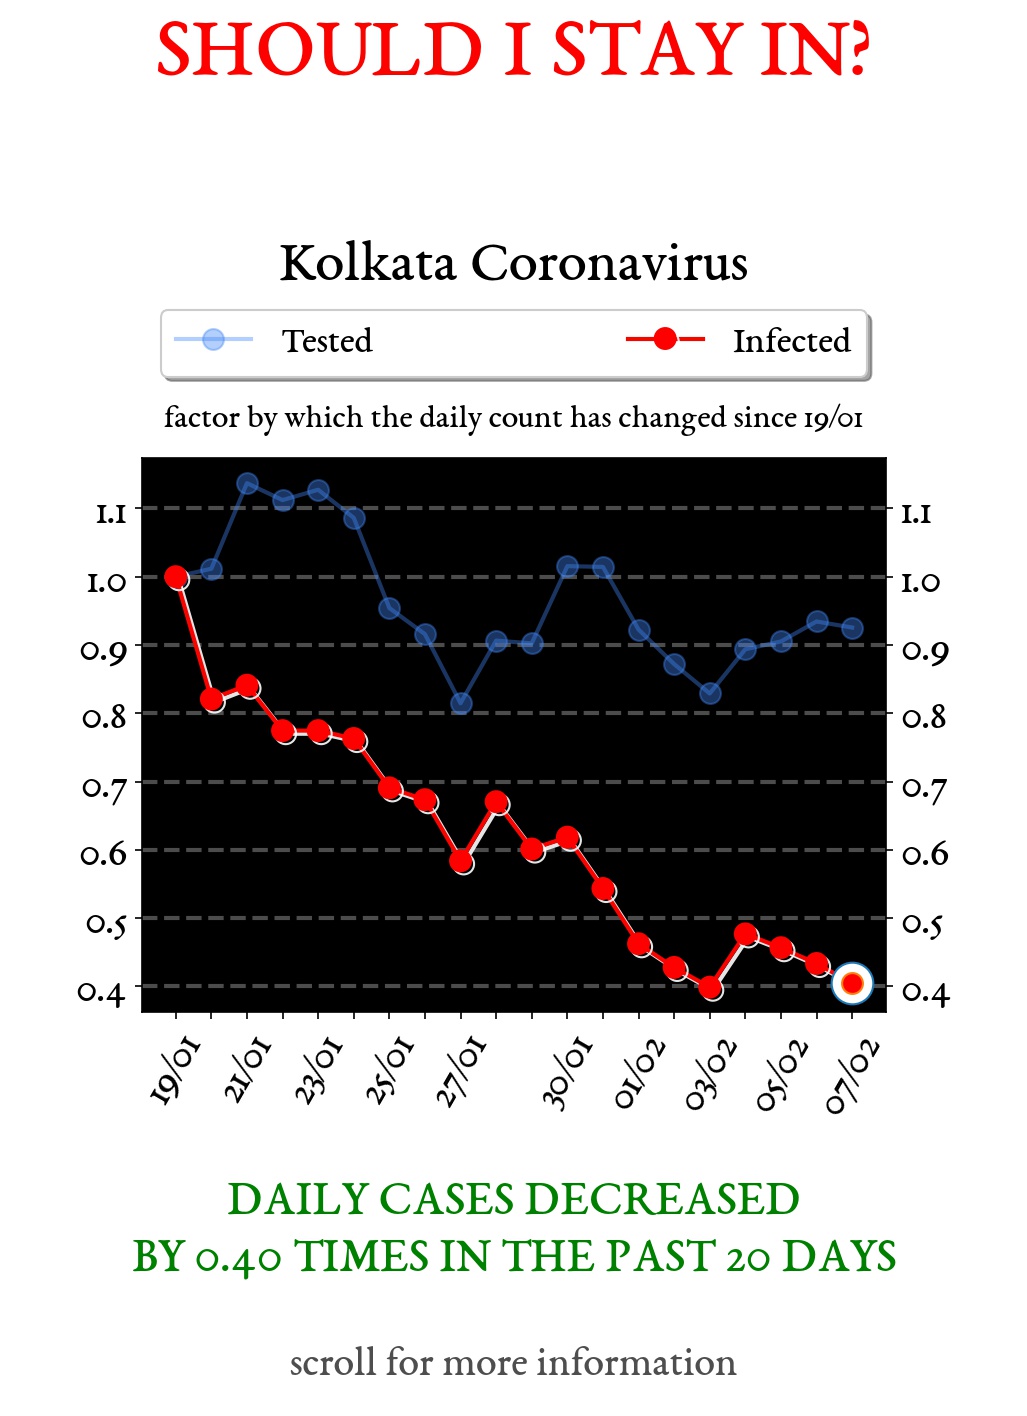 SHOULD I STAY IN?
Kolkata Coronavirus
Tested Infected
factor by which the daily count has changed since 19/01
1.1 1.1
1.0 1.0
0.9 0.9
0.8 0.8
0.7 0.7
0.6 0.6
0.5 0.5
0.4 0.4
19/01 21/01 23/01 25/01 27/01 30/01 01/02 03/02 05/02 07/02
DAILY CASES DECREASED
BY 0.40 TIMES IN THE PAST 20 DAYS
scroll for more information